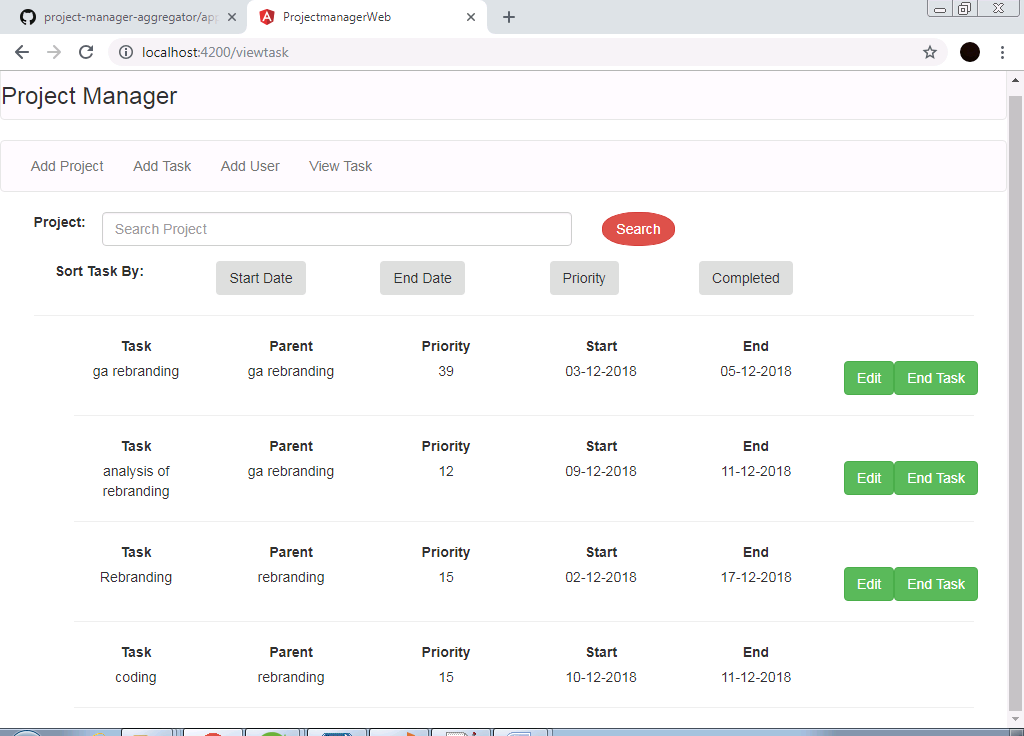 project-manager-aggregator/app
ProjectmanagerWeb
localhost:4200/viewtask
Project Manager
Add Project Add Task Add User View Task
Project: Search Project Search
Sort Task By: Start Date End Date Priority Completed
Task Parent Priority Start End
ga rebranding ga rebranding 39 03-12-2018 05-12-2018 Edit End Task
Task Parent Priority Start End
analysis of ga rebranding 12 09-12-2018 11-12-2018 Edit End Task
rebranding
Task Parent Priority Start End
Rebranding rebranding 15 02-12-2018 17-12-2018 Edit End Task
Task Parent Priority Start End
coding rebranding 15 10-12-2018 11-12-2018